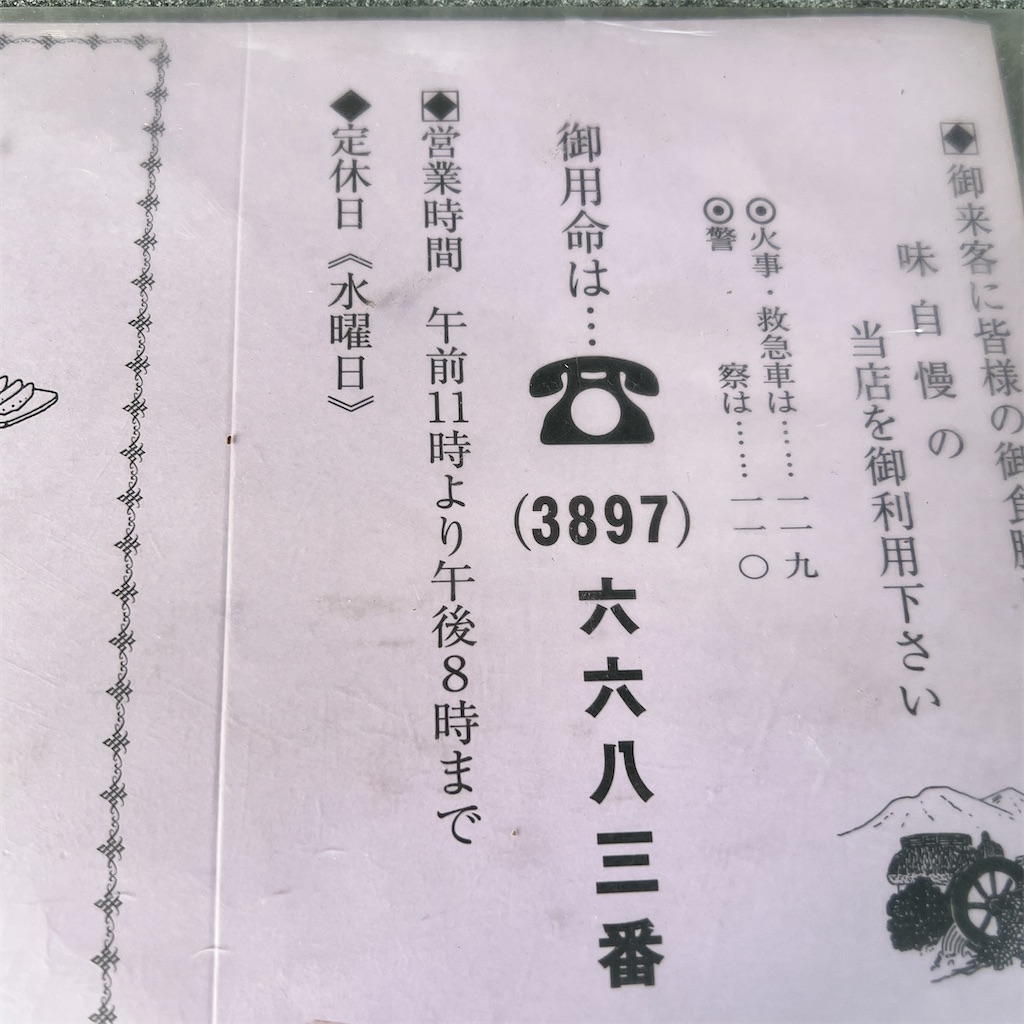 ◈御来客に皆様の御食
味自慢の
当店を御利用下さい
◉火事・救急車は……一一九
◉警察は……一一〇
御用命は…☎(3897)六六八三番
◈営業時間 午前11時より午後8時まで
◆定休日《水曜日》